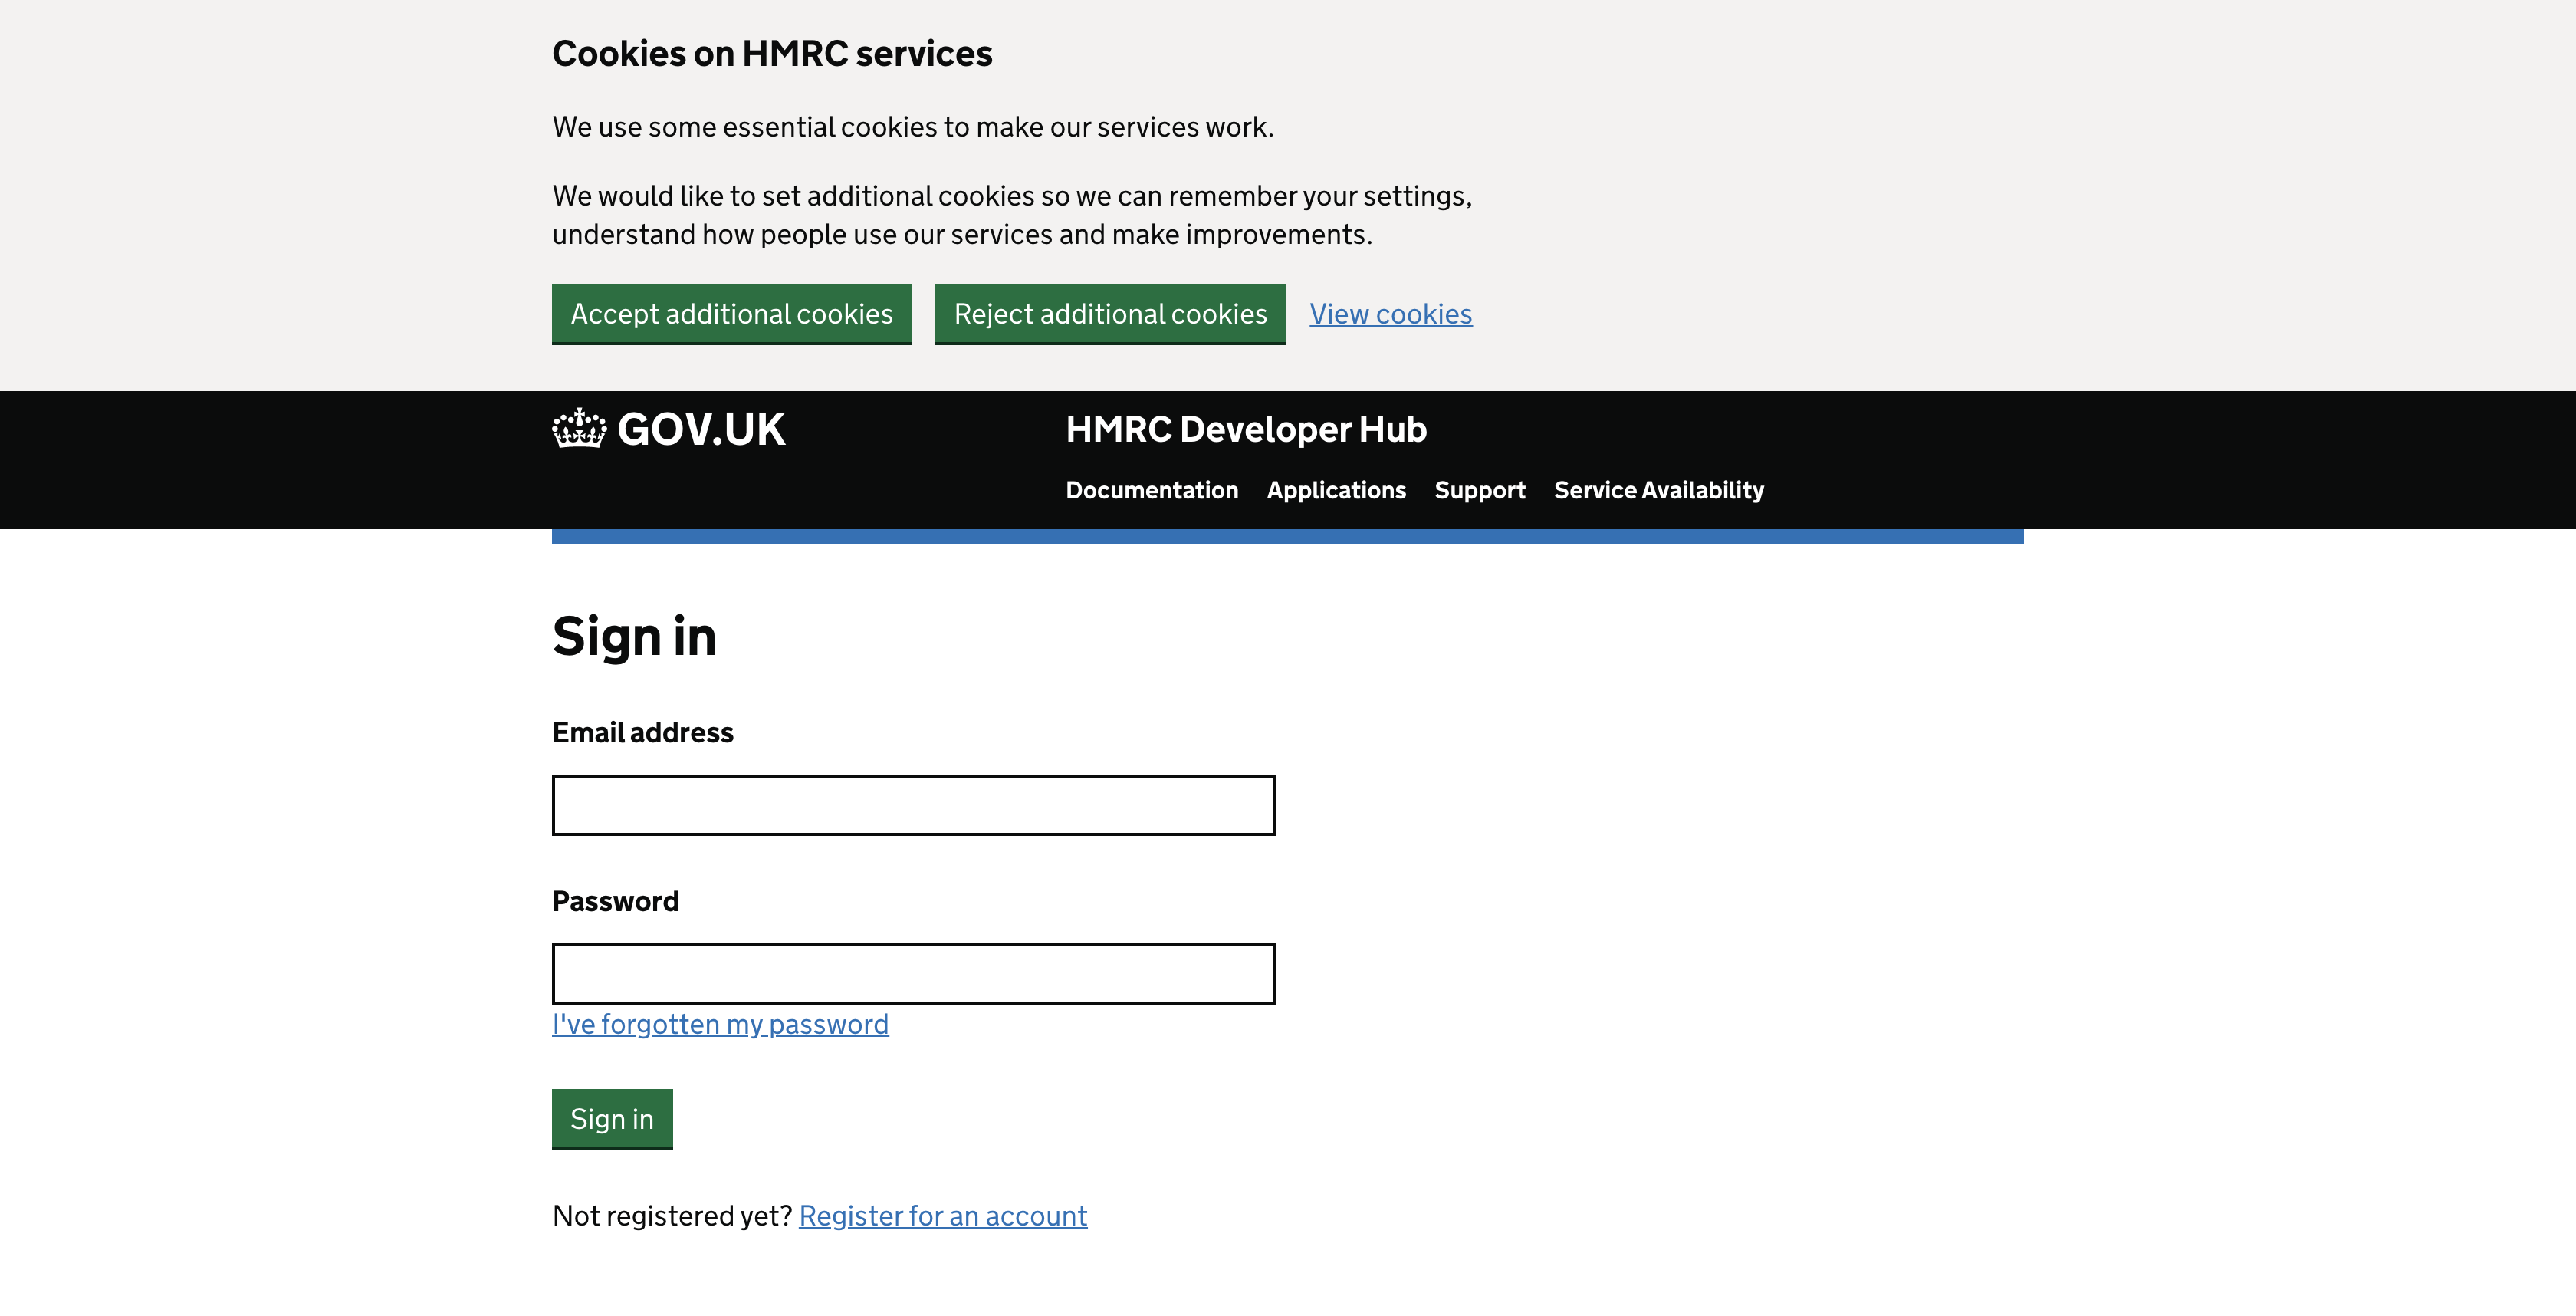 Cookies on HMRC services
We use some essential cookies to make our services work.
We would like to set additional cookies so we can remember your settings,
understand how people use our services and make improvements.
Accept additional cookies
Reject additional cookies
View cookies
GOV.UK
HMRC Developer Hub
Documentation
Applications
Support
Service Availability
Sign in
Email address
Password
I've forgotten my password
Sign in
Not registered yet? Register for an account